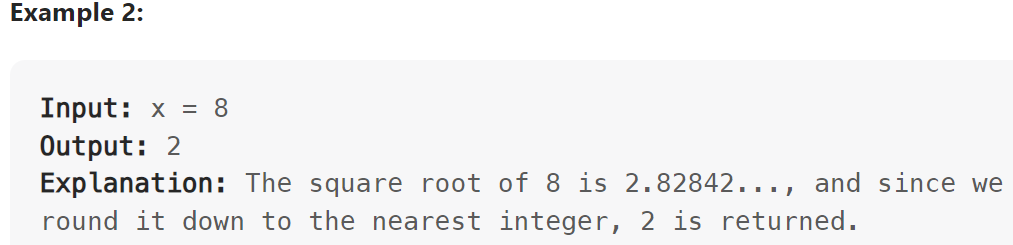 Example 2:
Input: x = 8
Output: 2
Explanation: The square root of 8 is 2.82842..., and since we
round it down to the nearest integer, 2 is returned.